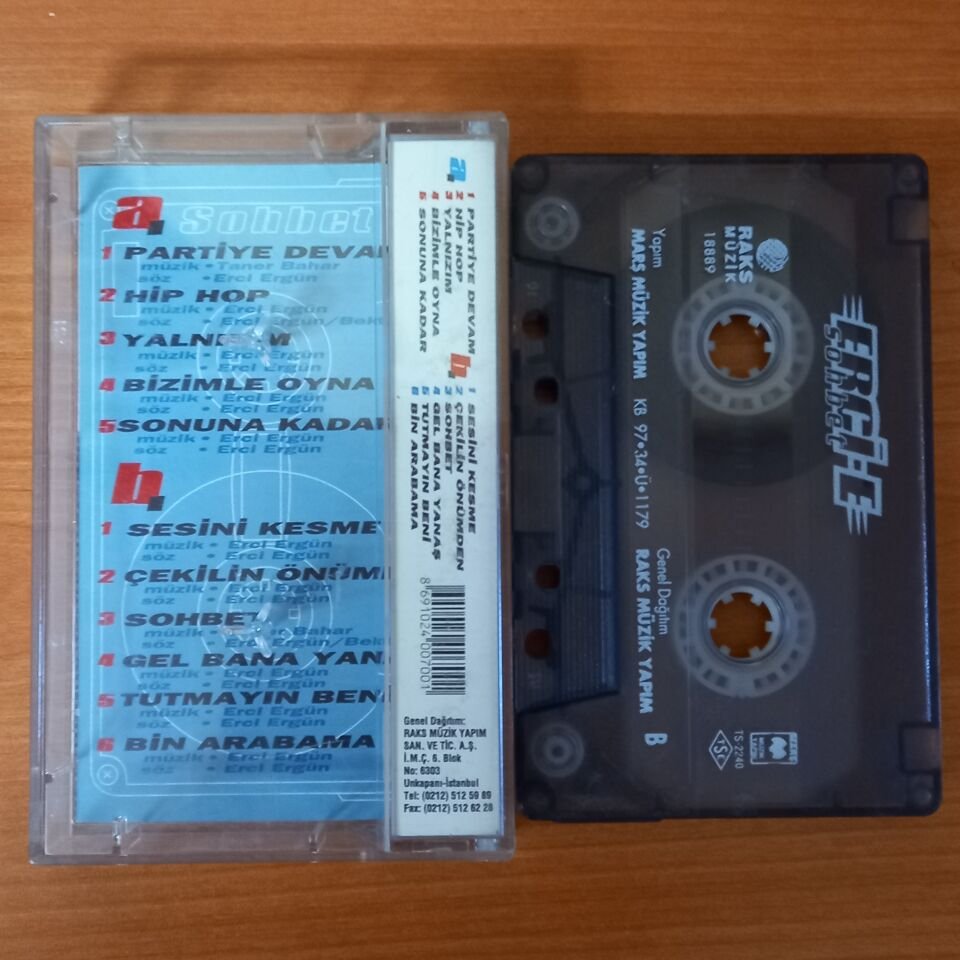 a.
Sohbet
1 PARTİYE DEVAM
müzik • Taner Bahar
söz • Erci Ergün
2 HİP HOP
müzik • Erci Ergün
söz • Erci Ergün/Bekt
3 YALNIZIM
müzik • Erci Ergün
söz • Erci Ergün
4 BİZİMLE OYNA
müzik • Erci Ergün
söz • Erci Ergün
5 SONUNA KADAR
müzik • Erci Ergün
söz • Erci Ergün
b.
1 SESİNİ KESME
müzik • Erci Ergün
söz • Erci Ergün
2 ÇEKİLİN ÖNÜM
müzik • Erci Ergün
söz • Erci Ergün
3 SOHBET
müzik • Taner Bahar
söz • Erci Ergün/Bekt
4 GEL BANA YAN
müzik • Erci Ergün
söz • Erci Ergün
5 TUTMAYIN BEN
müzik • Erci Ergün
söz • Erci Ergün
6 BİN ARABAMA
müzik • Erci Ergün
söz • Erci Ergün
a.
1 PARTİYE DEVAM
2 HİP HOP
3 YALNIZIM
4 BİZİMLE OYNA
5 SONUNA KADAR
b.
1 SESİNİ KESME
2 ÇEKİLİN ÖNÜMDEN
3 SOHBET
4 GEL BANA YANAŞ
5 TUTMAYIN BENİ
6 BİN ARABAMA
8 691024 007001
Genel Dağıtım:
RAKS MÜZİK YAPIM
SAN. VE TİC. A.Ş.
İ.M.Ç. 6. Blok
No: 6303
Unkapanı-İstanbul
Tel: (0212) 512 59 89
Fax: (0212) 512 62 28
ERCİ-E
Sohbet
RAKS
MÜZİK
18889
Yapım
MARŞ MÜZİK YAPIM
KB 97•34•Ü•1179
Genel Dağıtım
RAKS MÜZİK YAPIM
B
TS-2240
TSE